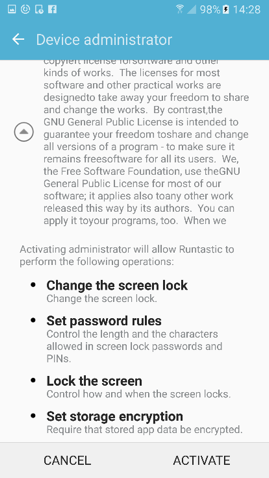 98% 14:28
Device administrator
copyleft license forsoftware and other
kinds of works. The licenses for most
software and other practical works are
designedto take away your freedom to share
and change the works. By contrast,the
GNU General Public License is intended to
guarantee your freedom toshare and change
all versions of a program - to make sure it
remains freesoftware for all its users. We,
the Free Software Foundation, use theGNU
General Public License for most of our
software; it applies also toany other work
released this way by its authors. You can
apply it toyour programs, too. When we
Activating administrator will allow Runtastic to
perform the following operations:
• Change the screen lock
Change the screen lock.
• Set password rules
Control the length and the characters
allowed in screen lock passwords and
PINs.
• Lock the screen
Control how and when the screen locks.
• Set storage encryption
Require that stored app data be encrypted.
CANCEL ACTIVATE